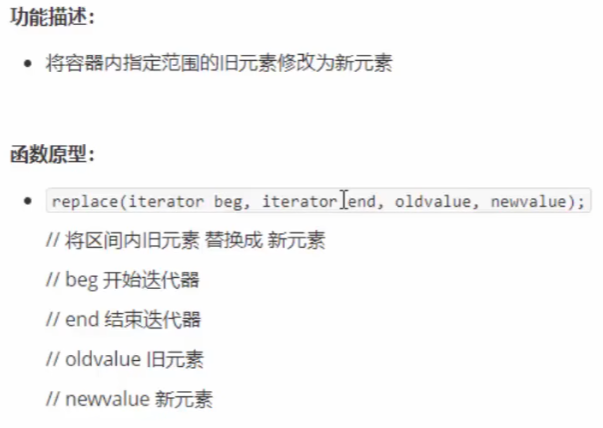 功能描述：
• 将容器内指定范围的旧元素修改为新元素
函数原型：
• replace(iterator beg, iterator end, oldvalue, newvalue);
// 将区间内旧元素 替换成 新元素
// beg 开始迭代器
// end 结束迭代器
// oldvalue 旧元素
// newvalue 新元素